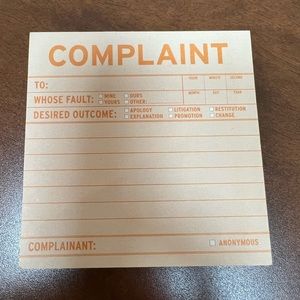 COMPLAINT
TO:
HOUR MINUTE SECOND
MONTH DAY YEAR
WHOSE FAULT: MINE OURS
YOURS OTHER:
DESIRED OUTCOME: APOLOGY LITIGATION RESTITUTION
EXPLANATION PROMOTION CHANGE
COMPLAINANT: ANONYMOUS